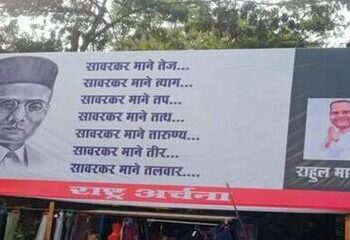 सावरकर माने तेज...
सावरकर माने त्याग...
सावरकर माने तप...
सावरकर माने तत्थ...
सावरकर माने तारुण्य...
सावरकर माने तीर...
सावरकर माने तलवार....
राष्ट्र अर्चना
राहुल